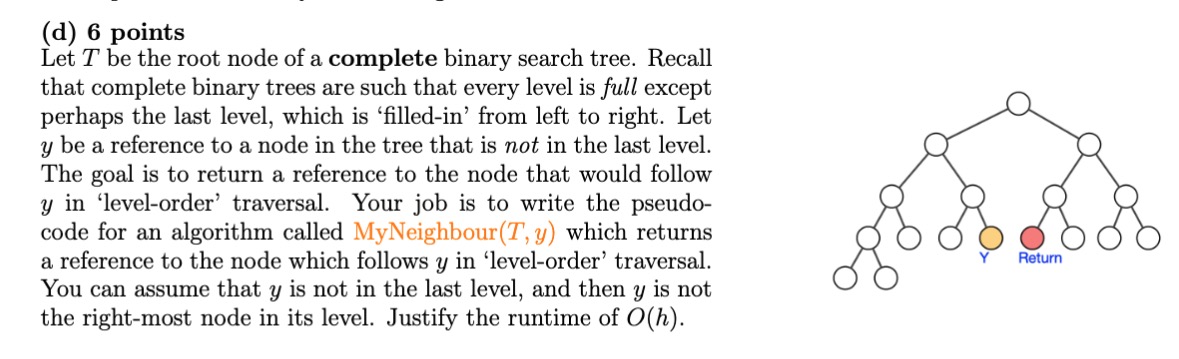 (d) 6 points
Let T be the root node of a complete binary search tree. Recall
that complete binary trees are such that every level is full except
perhaps the last level, which is ‘filled-in’ from left to right. Let
y be a reference to a node in the tree that is not in the last level.
The goal is to return a reference to the node that would follow
y in ‘level-order’ traversal. Your job is to write the pseudo-
code for an algorithm called MyNeighbour(T, y) which returns
a reference to the node which follows y in ‘level-order’ traversal.
You can assume that y is not in the last level, and then y is not
the right-most node in its level. Justify the runtime of O(h).
Y Return